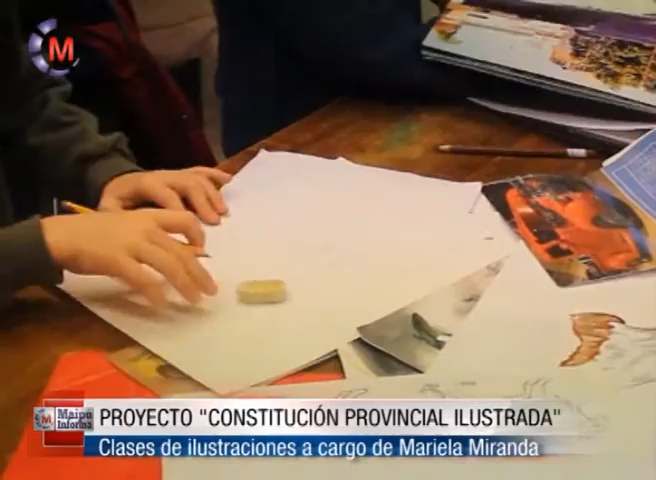 M
M Maipú
Informa
PROYECTO "CONSTITUCIÓN PROVINCIAL ILUSTRADA"
Clases de ilustraciones a cargo de Mariela Miranda